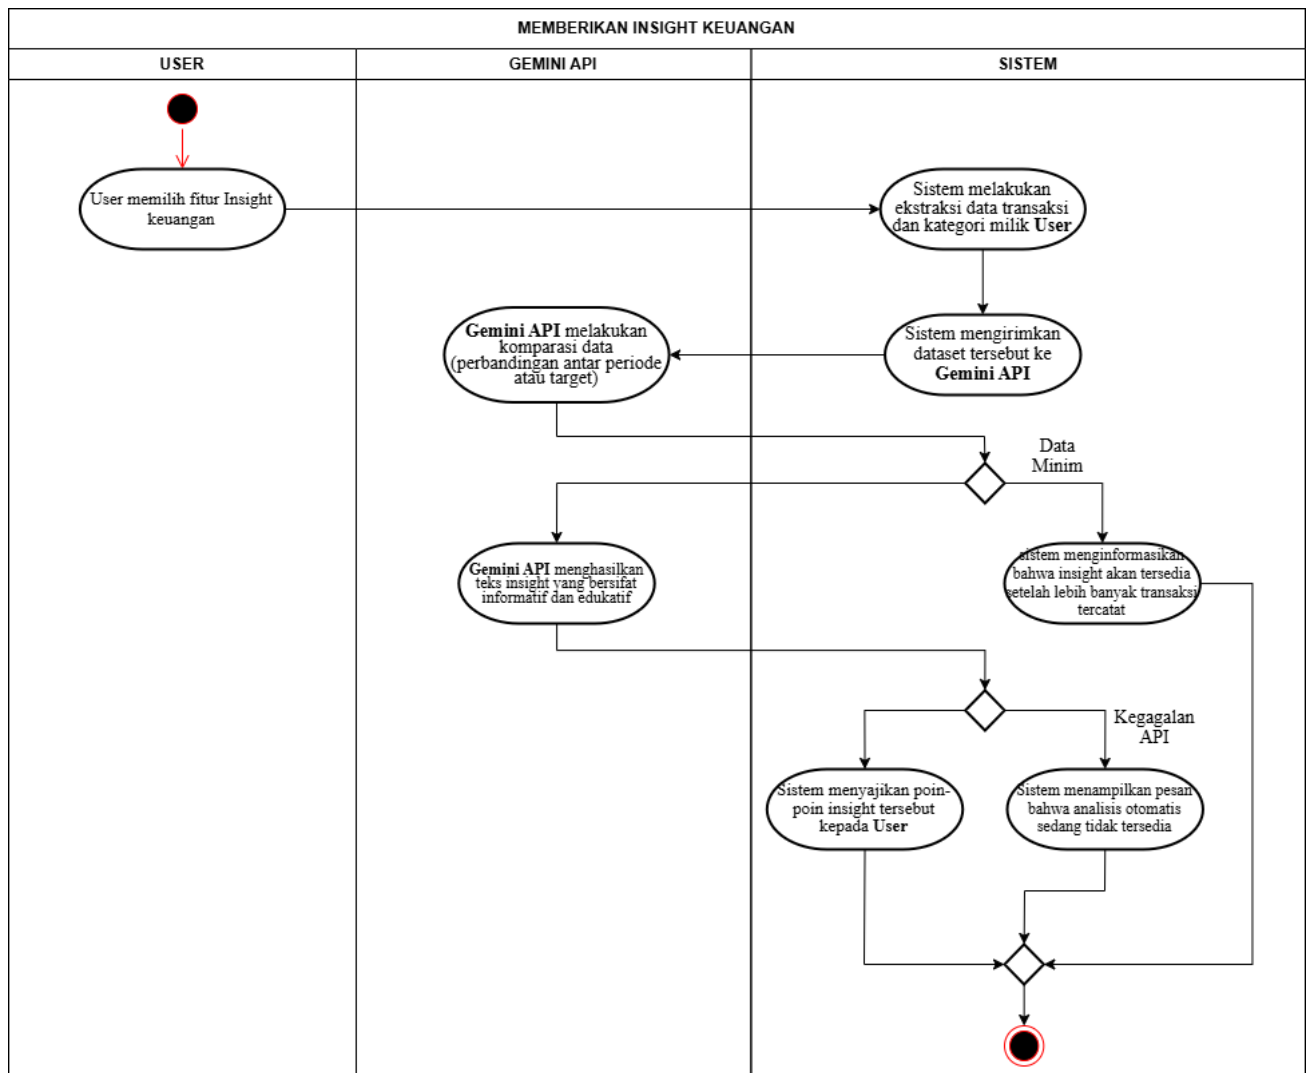 MEMBERIKAN INSIGHT KEUANGAN
USER
GEMINI API
SISTEM
User memilih fitur Insight
keuangan
Sistem melakukan
ekstraksi data transaksi
dan kategori milik User
Gemini API melakukan
komparasi data
(perbandingan antar periode
atau target)
Sistem mengirimkan
dataset tersebut ke
Gemini API
Data
Minim
Gemini API menghasilkan
teks insight yang bersifat
informatif dan edukatif
sistem menginformasikan
bahwa insight akan tersedia
setelah lebih banyak transaksi
tercatat
Kegagalan
API
Sistem menyajikan poin-
poin insight tersebut
kepada User
Sistem menampilkan pesan
bahwa analisis otomatis
sedang tidak tersedia